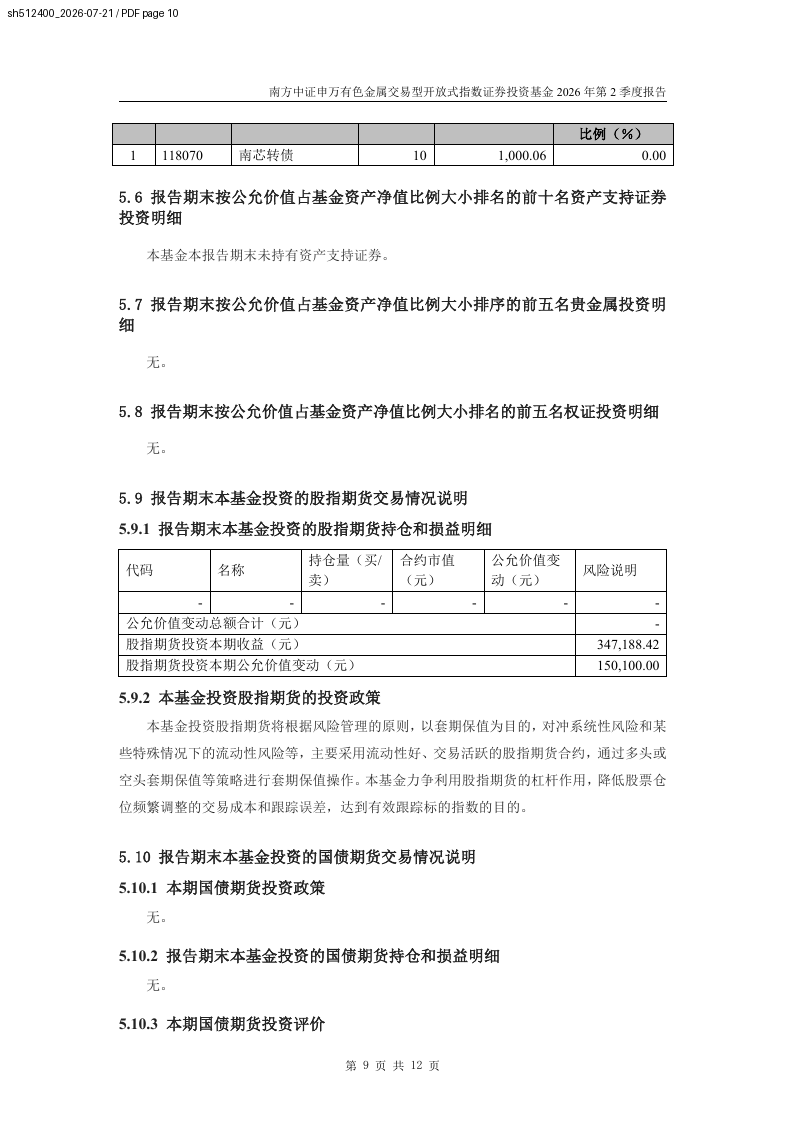 sh512400_2026-07-21 / PDF page 10
南方中证申万有色金属交易型开放式指数证券投资基金 2026 年第 2 季度报告
比例（%）
1 118070 南芯转债 10 1,000.06 0.00
5.6 报告期末按公允价值占基金资产净值比例大小排名的前十名资产支持证券
投资明细
本基金本报告期末未持有资产支持证券。
5.7 报告期末按公允价值占基金资产净值比例大小排序的前五名贵金属投资明
细
无。
5.8 报告期末按公允价值占基金资产净值比例大小排名的前五名权证投资明细
无。
5.9 报告期末本基金投资的股指期货交易情况说明
5.9.1 报告期末本基金投资的股指期货持仓和损益明细
代码 名称 持仓量（买/ 合约市值 公允价值变 风险说明
卖） （元） 动（元）
- - - - - -
公允价值变动总额合计（元） -
股指期货投资本期收益（元） 347,188.42
股指期货投资本期公允价值变动（元） 150,100.00
5.9.2 本基金投资股指期货的投资政策
本基金投资股指期货将根据风险管理的原则，以套期保值为目的，对冲系统性风险和某
些特殊情况下的流动性风险等，主要采用流动性好、交易活跃的股指期货合约，通过多头或
空头套期保值等策略进行套期保值操作。本基金力争利用股指期货的杠杆作用，降低股票仓
位频繁调整的交易成本和跟踪误差，达到有效跟踪标的指数的目的。
5.10 报告期末本基金投资的国债期货交易情况说明
5.10.1 本期国债期货投资政策
无。
5.10.2 报告期末本基金投资的国债期货持仓和损益明细
无。
5.10.3 本期国债期货投资评价
第 9 页 共 12 页